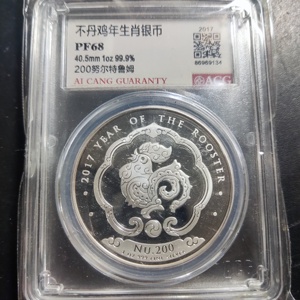 不丹鸡年生肖银币
PF68
40.5mm 1oz 99.9%
200努尔特鲁姆
AI CANG GUARANTY
2017
86969134
ACG
2017 YEAR OF THE ROOSTER
NU.200